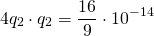 4q₂ · q₂ = 16/9 · 10⁻¹⁴